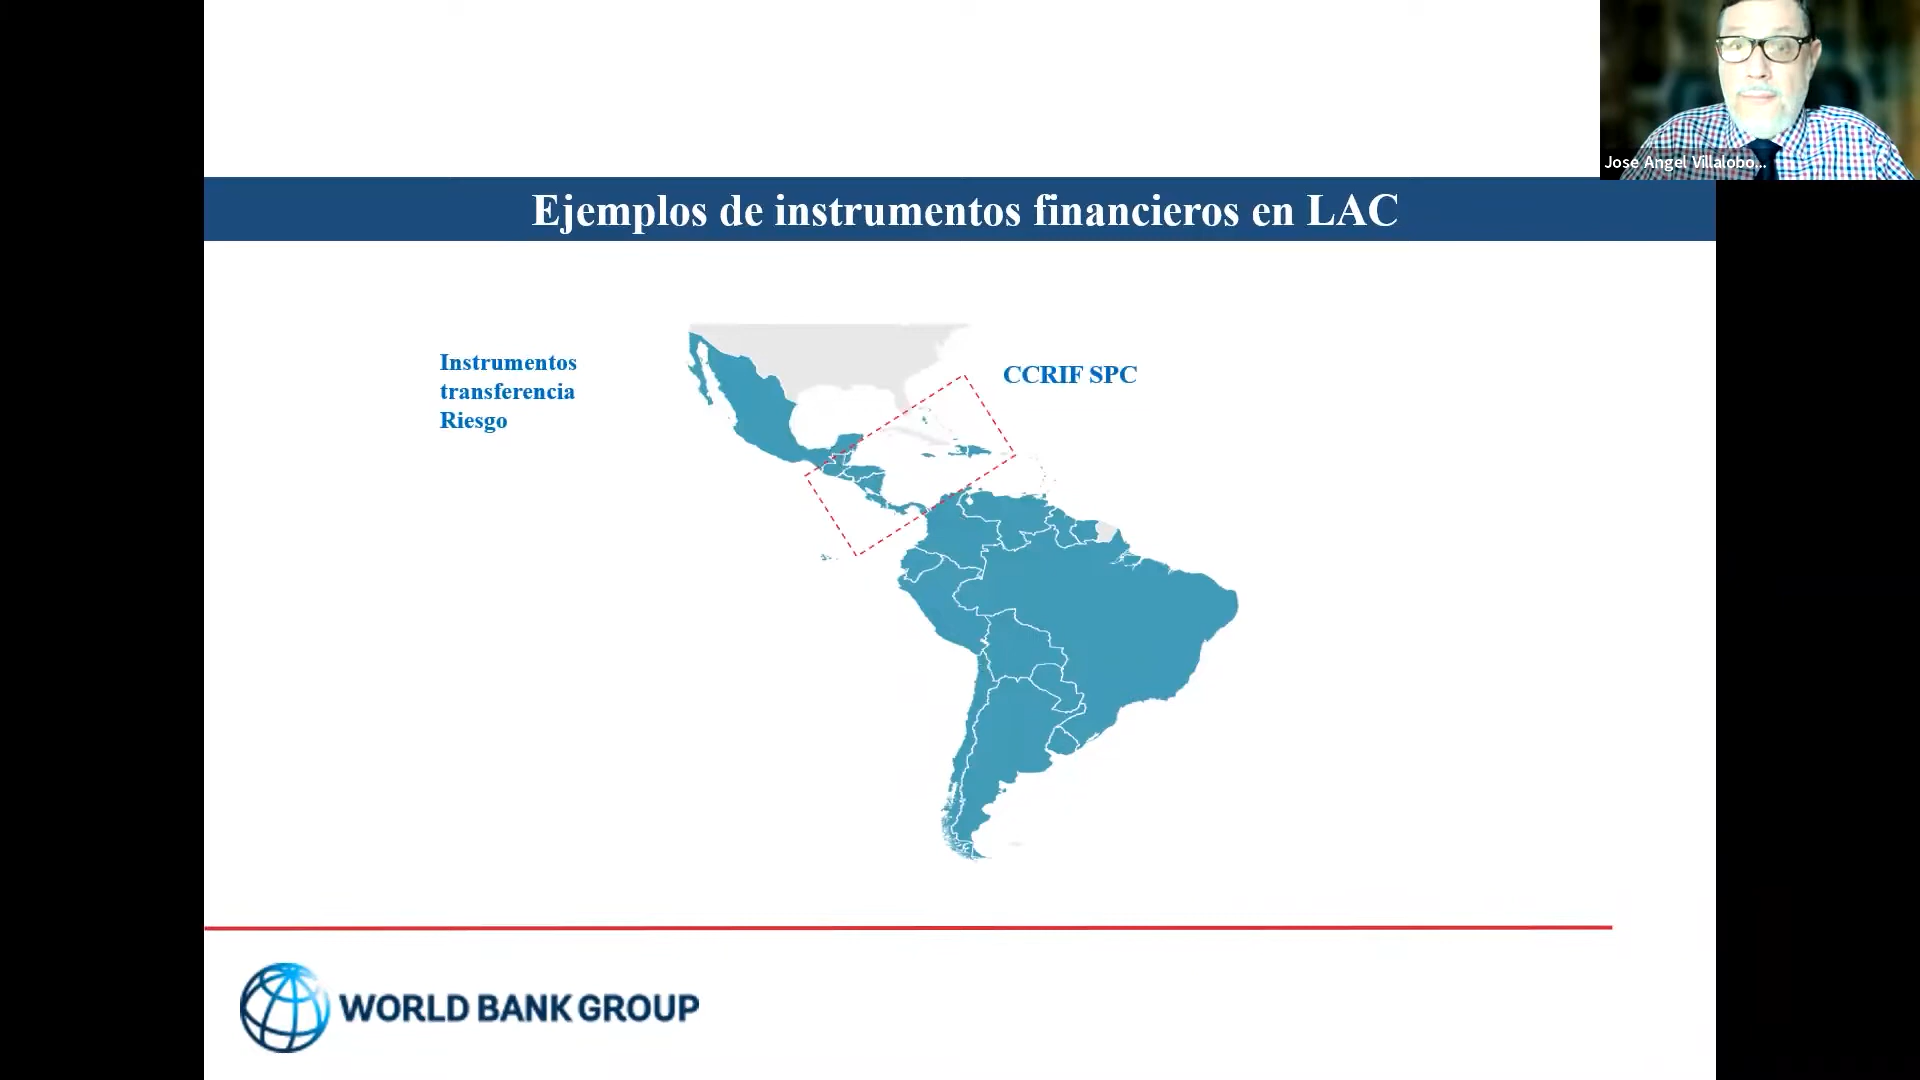 Jose Angel Villalobo...
Ejemplos de instrumentos financieros en LAC
Instrumentos
transferencia
Riesgo
CCRIF SPC
WORLD BANK GROUP